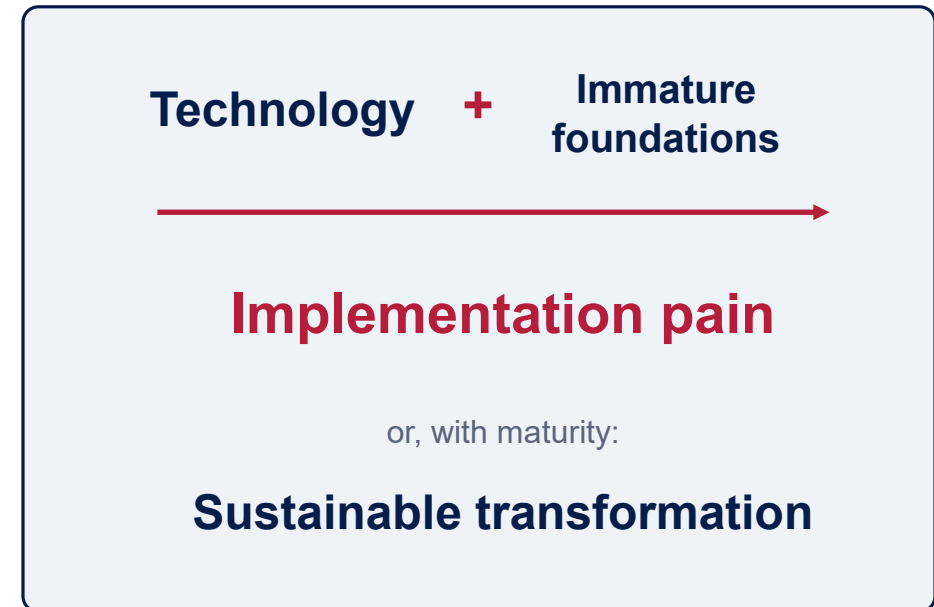 Technology + Immature
foundations
Implementation pain
or, with maturity:
Sustainable transformation